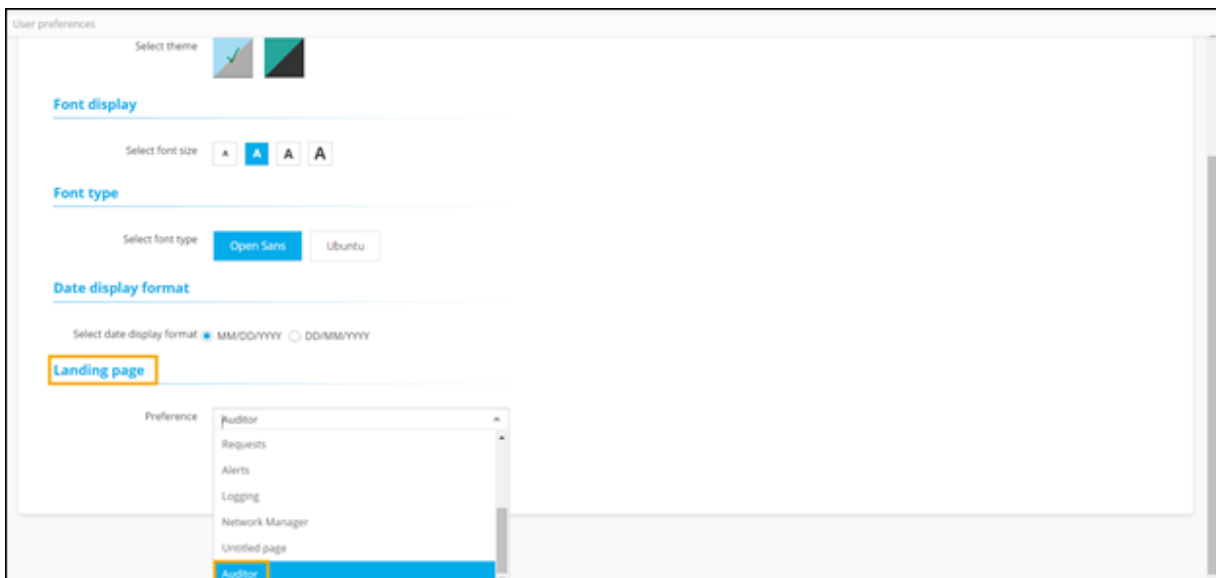 User preferences
Select theme
Font display
Select font size A A A A
Font type
Select font type Open Sans Ubuntu
Date display format
Select date display format MM/DD/YYYY DD/MM/YYYY
Landing page
Preference Auditor
Requests
Alerts
Logging
Network Manager
Untitled page
Auditor